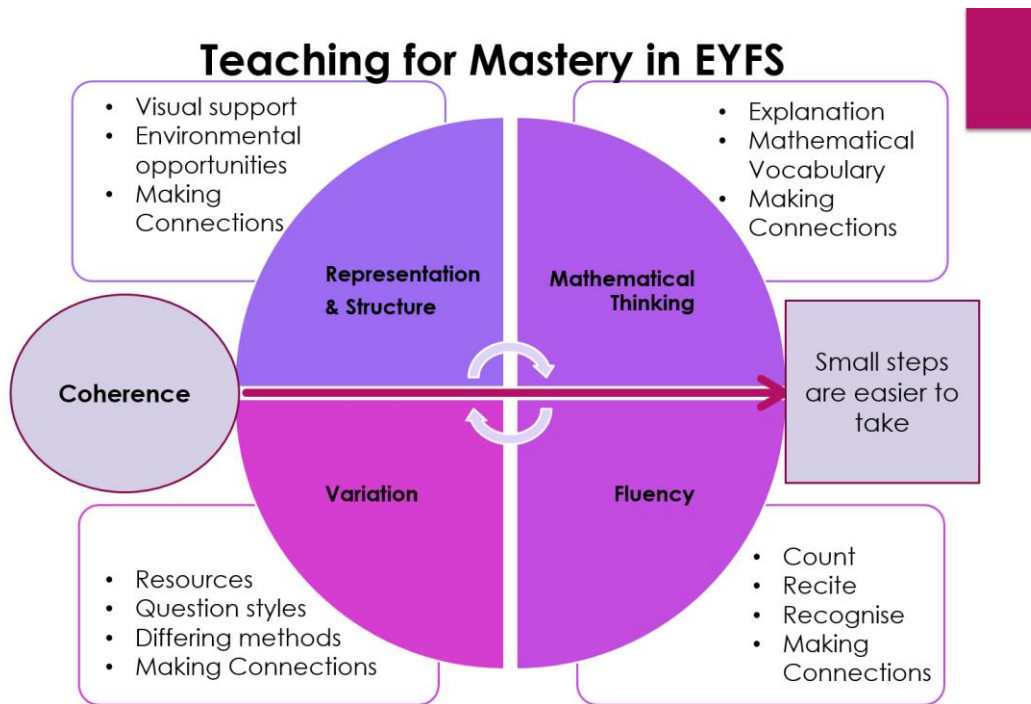 Teaching for Mastery in EYFS
• Visual support
• Environmental
opportunities
• Making
Connections
• Explanation
• Mathematical
Vocabulary
• Making
Connections
Representation
& Structure
Mathematical
Thinking
Coherence
Small steps
are easier to
take
Variation
Fluency
• Resources
• Question styles
• Differing methods
• Making Connections
• Count
• Recite
• Recognise
• Making
Connections